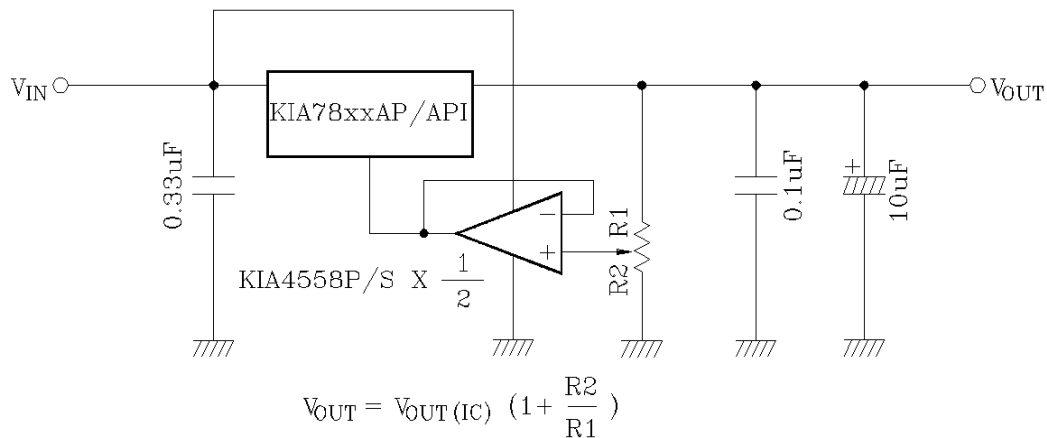 VIN
KIA78xxAP/API
VOUT
0.33uF
0.1uF
+
10uF
R1
R2
−
+
KIA4558P/S X 1/2
VOUT = VOUT(IC) (1+ R2/R1)